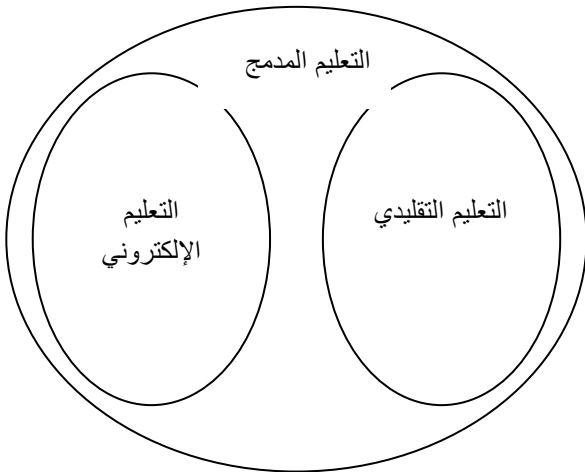 التعليم المدمج
التعليم التقليدي
التعليم
الإلكتروني